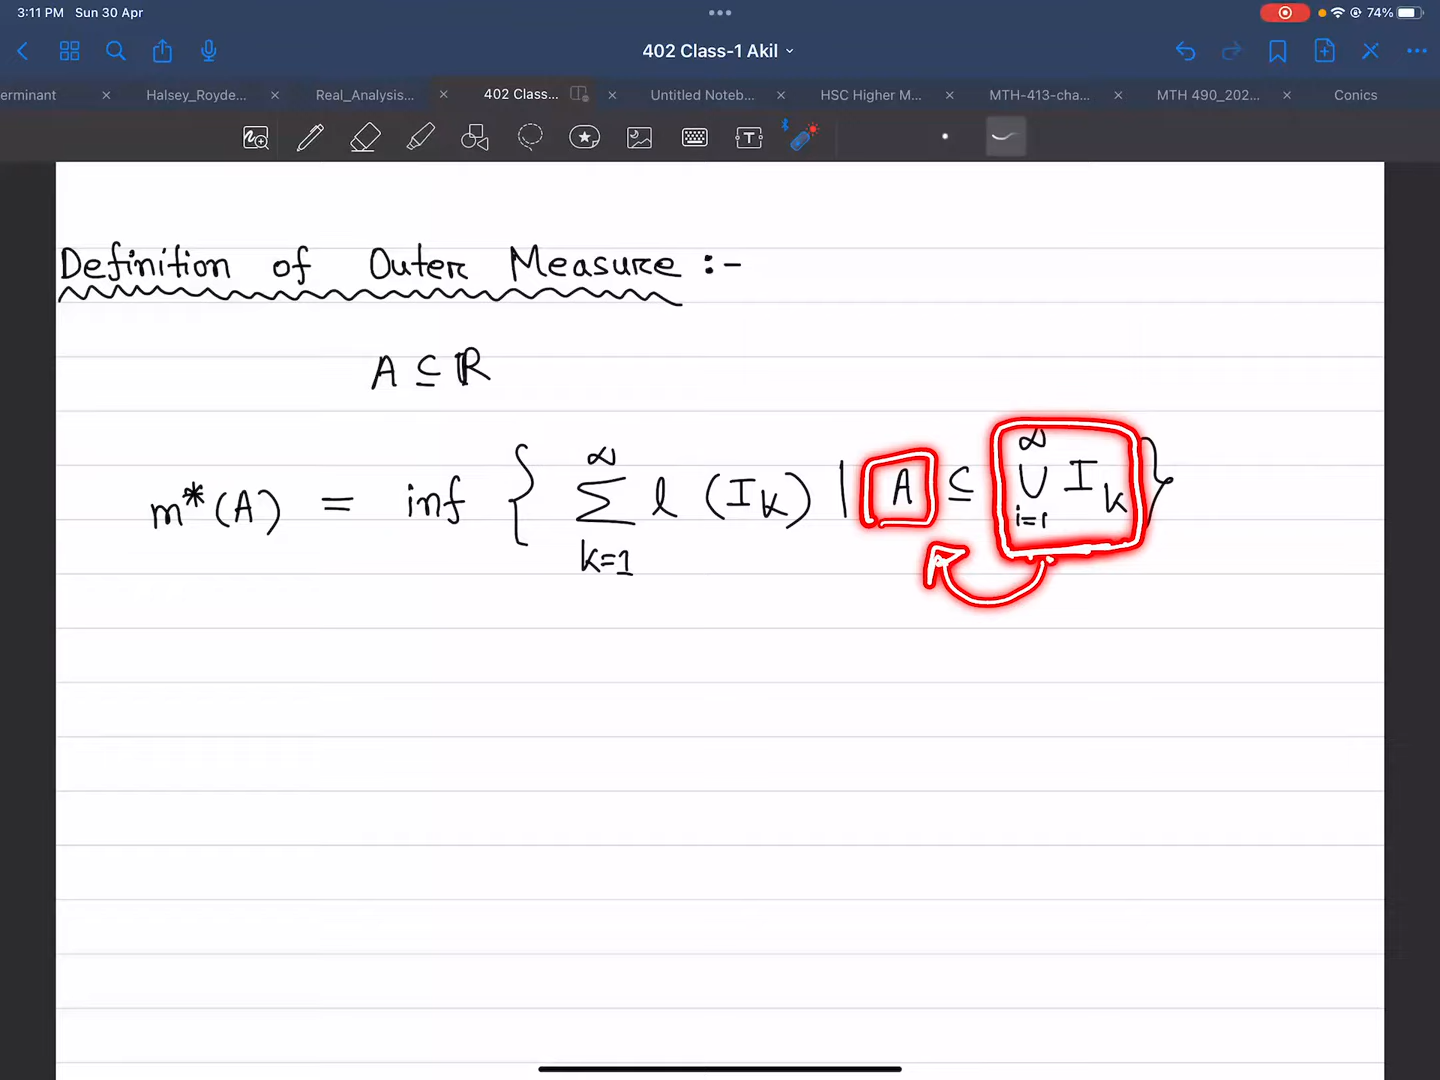 3:11 PM Sun 30 Apr
74%
402 Class-1 Akil
erminant
Halsey_Royde...
Real_Analysis...
402 Class...
Untitled Noteb...
HSC Higher M...
MTH-413-cha...
MTH 490_202...
Conics
Definition of Outer Measure :-
A ⊆ ℝ
m*(A) = inf { ∑_{k=1}^{∞} l (I_k) | A ⊆ ∪_{i=1}^{∞} I_k }